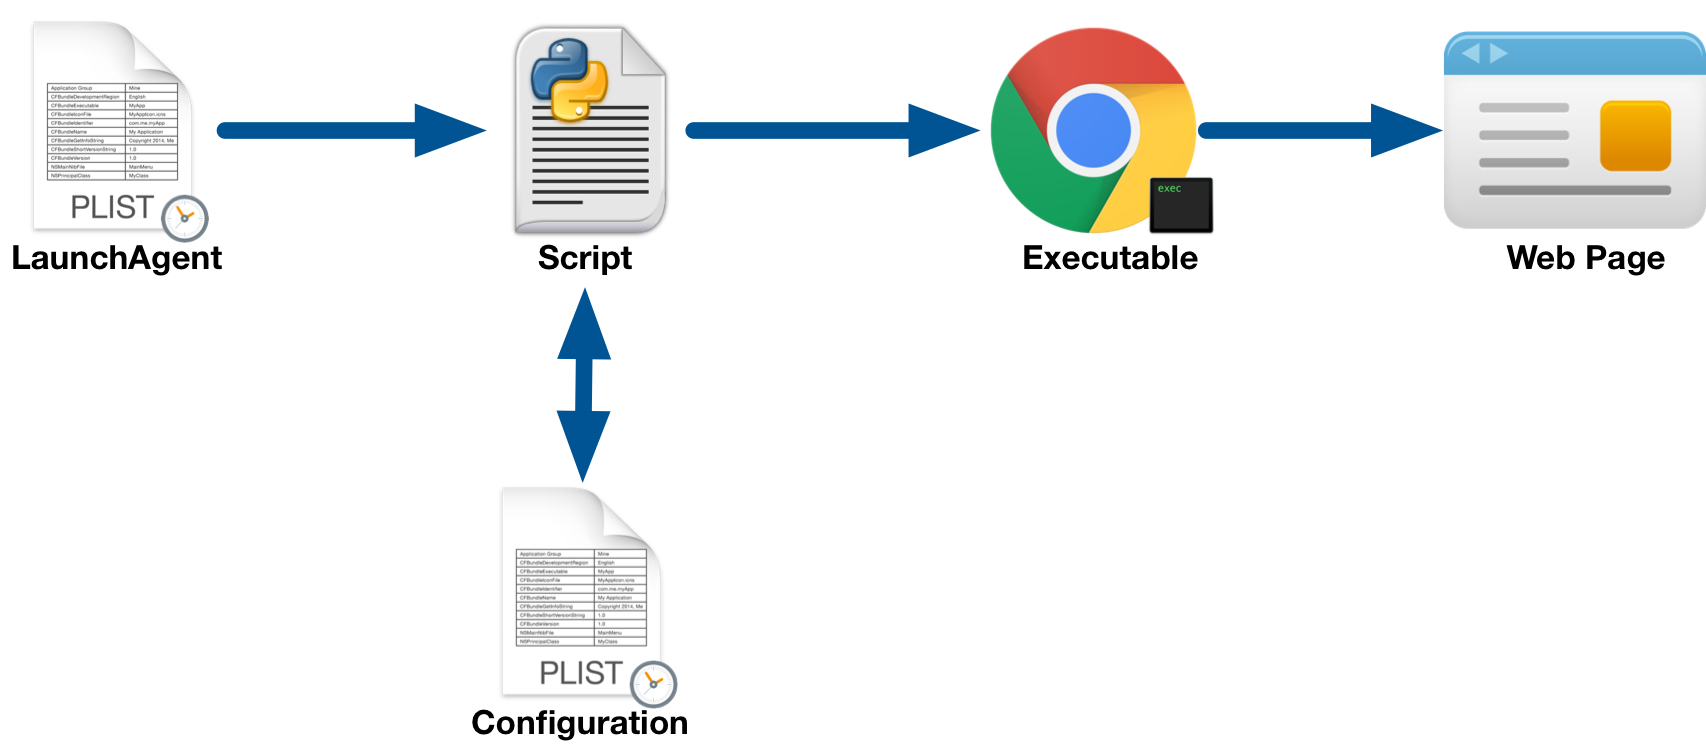 Application Group Mine
CFBundleDevelopmentRegion English
CFBundleExecutable MyApp
CFBundleIconFile MyAppIcon.icns
CFBundleIdentifier com.me.myApp
CFBundleName My Application
CFBundleGetInfoString Copyright 2014, Me
CFBundleShortVersionString 1.0
CFBundleVersion 1.0
NSMainNibFile MainMenu
NSPrincipalClass MyClass
PLIST
LaunchAgent
Script
exec
Executable
Web Page
Application Group Mine
CFBundleDevelopmentRegion English
CFBundleExecutable MyApp
CFBundleIconFile MyAppIcon.icns
CFBundleIdentifier com.me.myApp
CFBundleName My Application
CFBundleGetInfoString Copyright 2014, Me
CFBundleShortVersionString 1.0
CFBundleVersion 1.0
NSMainNibFile MainMenu
NSPrincipalClass MyClass
PLIST
Configuration